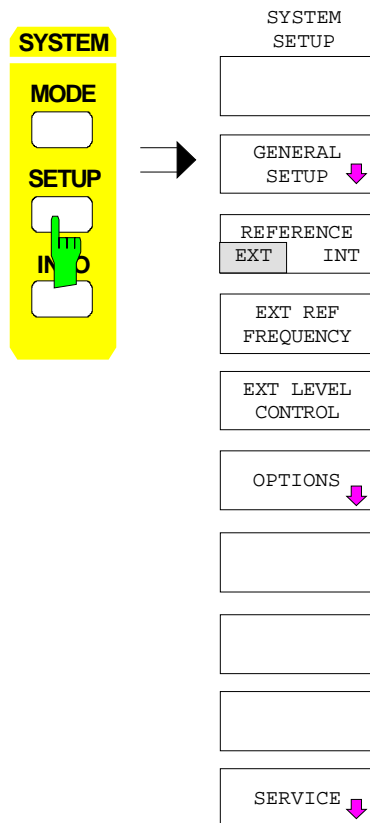 SYSTEM
MODE
SETUP
SYSTEM
SETUP
GENERAL
SETUP
REFERENCE
EXT INT
EXT REF
FREQUENCY
EXT LEVEL
CONTROL
OPTIONS
SERVICE